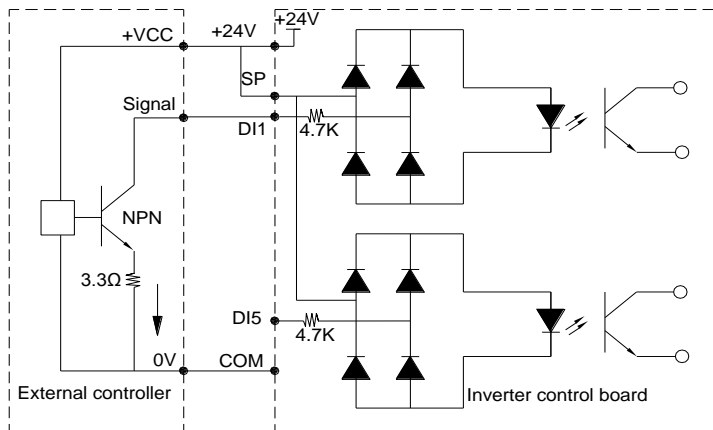 +VCC
+24V
+24V
SP
Signal
DI1
4.7K
NPN
3.3Ω
DI5
4.7K
0V
COM
External controller
Inverter control board